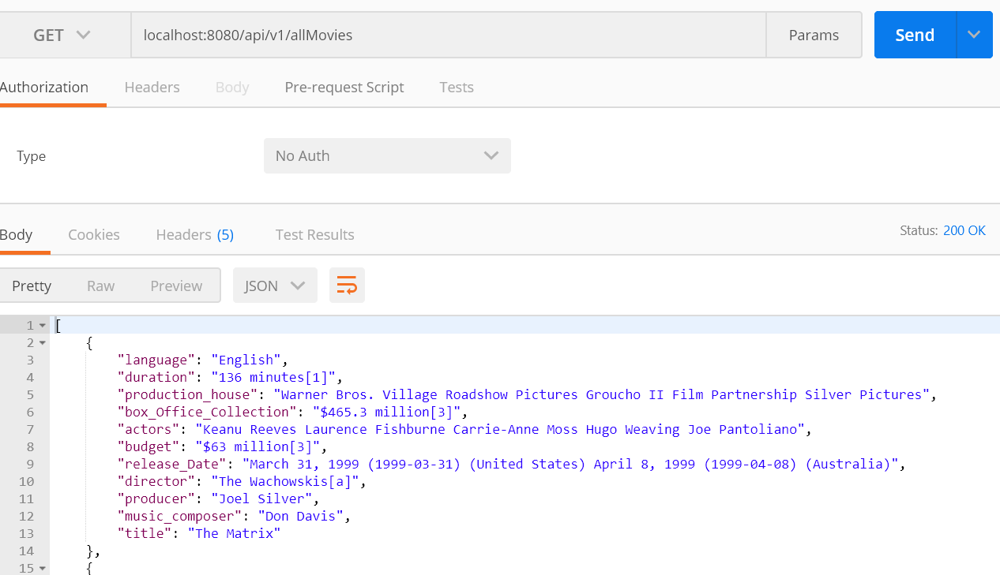 GET localhost:8080/api/v1/allMovies Params Send
Authorization Headers Body Pre-request Script Tests
Type No Auth
Body Cookies Headers (5) Test Results Status: 200 OK
Pretty Raw Preview JSON
1 [
2 {
3 "language": "English",
4 "duration": "136 minutes[1]",
5 "production_house": "Warner Bros. Village Roadshow Pictures Groucho II Film Partnership Silver Pictures",
6 "box_Office_Collection": "$465.3 million[3]",
7 "actors": "Keanu Reeves Laurence Fishburne Carrie-Anne Moss Hugo Weaving Joe Pantoliano",
8 "budget": "$63 million[3]",
9 "release_Date": "March 31, 1999 (1999-03-31) (United States) April 8, 1999 (1999-04-08) (Australia)",
10 "director": "The Wachowskis[a]",
11 "producer": "Joel Silver",
12 "music_composer": "Don Davis",
13 "title": "The Matrix"
14 },
15 {